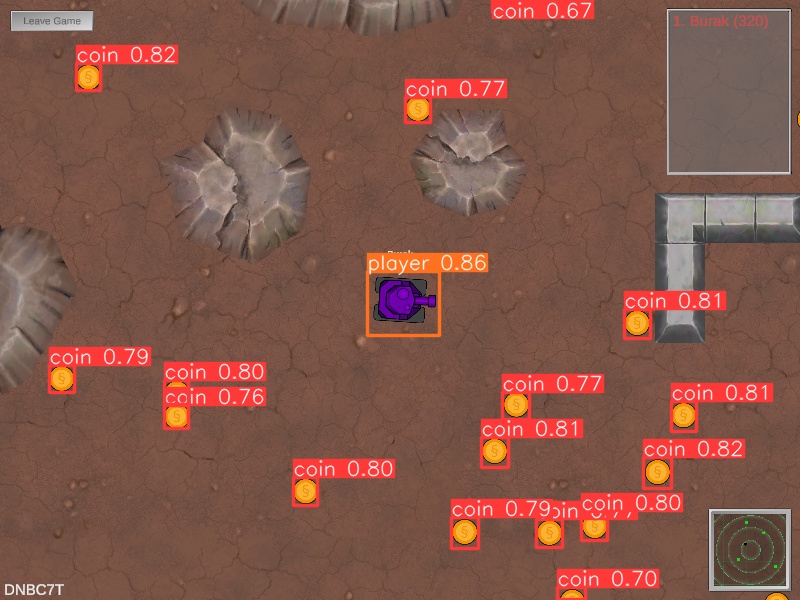 coin 0.67
Leave Game
1. Burak (320)
coin 0.82
coin 0.77
player 0.86
coin 0.81
coin 0.79
coin 0.80
coin 0.76
coin 0.77
coin 0.81
coin 0.81
coin 0.82
coin 0.80
coin 0.79
coin 0.80
coin 0.70
DNBC7T